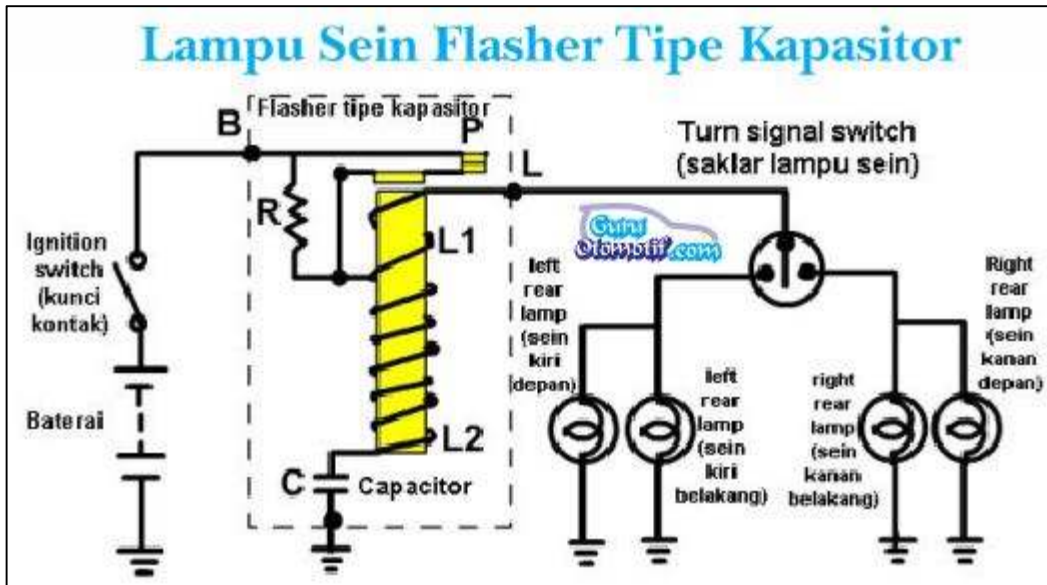 Lampu Sein Flasher Tipe Kapasitor
Flasher tipe kapasitor
B
P
L
Turn signal switch
(saklar lampu sein)
R
L1
Guru
Otomotif.com
Ignition
switch
(kunci
kontak)
left
rear
lamp
(sein
kiri
depan)
Right
rear
lamp
(sein
kanan
depan)
left
rear
lamp
(sein
kiri
belakang)
right
rear
lamp
(sein
kanan
belakang)
Baterai
L2
C
Capacitor